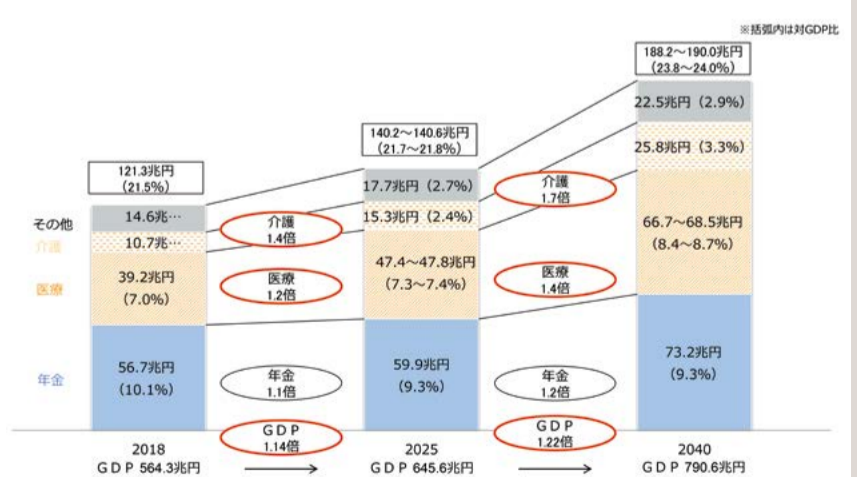 ※括弧内は対GDP比
188.2～190.0兆円
(23.8～24.0%)
22.5兆円（2.9%）
25.8兆円（3.3%）
66.7～68.5兆円
(8.4～8.7%)
73.2兆円
(9.3%)
140.2～140.6兆円
(21.7～21.8%)
17.7兆円（2.7%）
15.3兆円（2.4%）
47.4～47.8兆円
(7.3～7.4%)
59.9兆円
(9.3%)
121.3兆円
(21.5%)
14.6兆…
10.7兆…
39.2兆円
(7.0%)
56.7兆円
(10.1%)
その他
介護
医療
年金
介護
1.4倍
医療
1.2倍
年金
1.1倍
GDP
1.14倍
介護
1.7倍
医療
1.4倍
年金
1.2倍
GDP
1.22倍
2018
GDP 564.3兆円
2025
GDP 645.6兆円
2040
GDP 790.6兆円